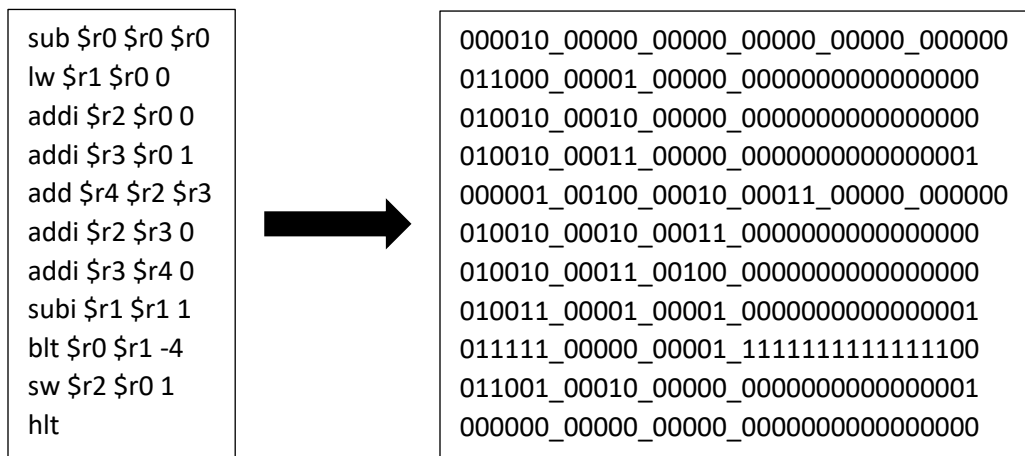 sub $r0 $r0 $r0
lw $r1 $r0 0
addi $r2 $r0 0
addi $r3 $r0 1
add $r4 $r2 $r3
addi $r2 $r3 0
addi $r3 $r4 0
subi $r1 $r1 1
blt $r0 $r1 -4
sw $r2 $r0 1
hlt
000010_00000_00000_00000_00000_000000
011000_00001_00000_0000000000000000
010010_00010_00000_0000000000000000
010010_00011_00000_0000000000000001
000001_00100_00010_00011_00000_000000
010010_00010_00011_0000000000000000
010010_00011_00100_0000000000000000
010011_00001_00001_0000000000000001
011111_00000_00001_1111111111111100
011001_00010_00000_0000000000000001
000000_00000_00000_0000000000000000